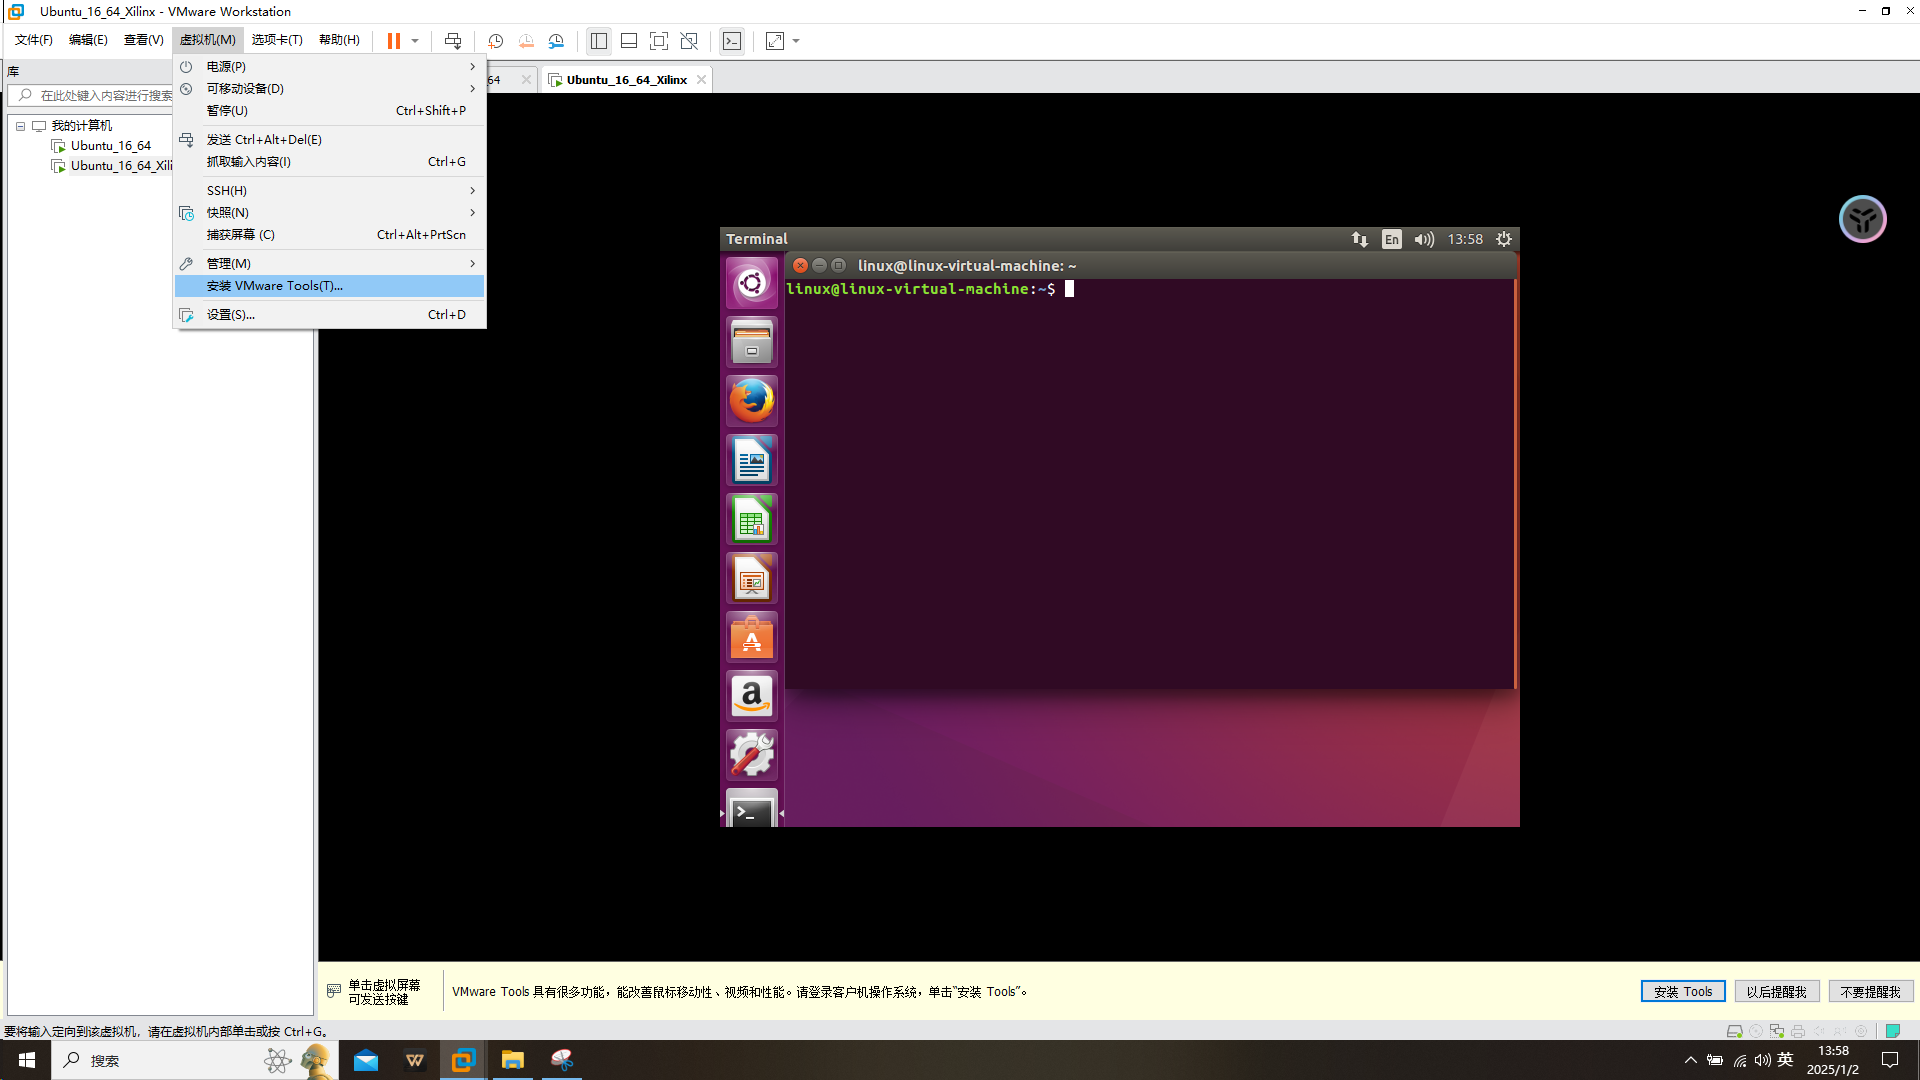 Ubuntu_16_64_Xilinx - VMware Workstation
文件(F) 编辑(E) 查看(V) 虚拟机(M) 选项卡(T) 帮助(H)
库
在此处键入内容进行搜索
我的计算机
Ubuntu_16_64
Ubuntu_16_64_Xili
电源(P)
可移动设备(D)
暂停(U) Ctrl+Shift+P
发送 Ctrl+Alt+Del(E)
抓取输入内容(I) Ctrl+G
SSH(H)
快照(N)
捕获屏幕 (C) Ctrl+Alt+PrtScn
管理(M)
安装 VMware Tools(T)...
设置(S)... Ctrl+D
64 Ubuntu_16_64_Xilinx
Terminal En 13:58
linux@linux-virtual-machine: ~
linux@linux-virtual-machine:~$
单击虚拟屏幕
可发送按键
VMware Tools 具有很多功能，能改善鼠标移动性、视频和性能。请登录客户机操作系统，单击“安装 Tools”。
安装 Tools 以后提醒我 不要提醒我
要将输入定向到该虚拟机，请在虚拟机内部单击或按 Ctrl+G。
搜索
英
13:58
2025/1/2